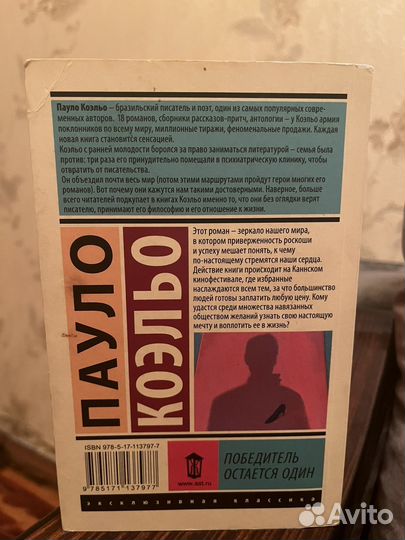 Пауло Коэльо – бразильский писатель и поэт, один из самых популярных совре-
менных авторов. 18 романов, сборники рассказов-притч, антологии – у Коэльо армия
поклонников по всему миру, миллионные тиражи, феноменальные продажи. Каждая
новая книга становится сенсацией.
Коэльо с ранней молодости боролся за право заниматься литературой – семья была
против: три раза его принудительно помещали в психиатрическую клинику, чтобы
отвратить от писательства.
Он объездил почти весь мир (потом этими маршрутами пройдут герои многих его
романов). Вот почему они кажутся нам такими достоверными. Наверное, больше
всего читателей подкупает в книгах Коэльо именно то, что они без оглядки верят
писателю, принимают его философию и его отношение к жизни.
ПАУЛО
КОЭЛЬО
Этот роман – зеркало нашего мира,
в котором приверженность роскоши
и успеху мешает понять, к чему
по-настоящему стремятся наши сердца.
Действие книги происходит на Каннском
кинофестивале, где избранные
наслаждаются всем тем, за что большинство
людей готовы заплатить любую цену. Кому
удастся среди множества навязанных
обществом желаний узнать свою настоящую
мечту и воплотить ее в жизнь?
ISBN 978-5-17-113797-7
9 785171 137977
www.ast.ru
ПОБЕДИТЕЛЬ
ОСТАЕТСЯ ОДИН
эксклюзивная классика
Avito